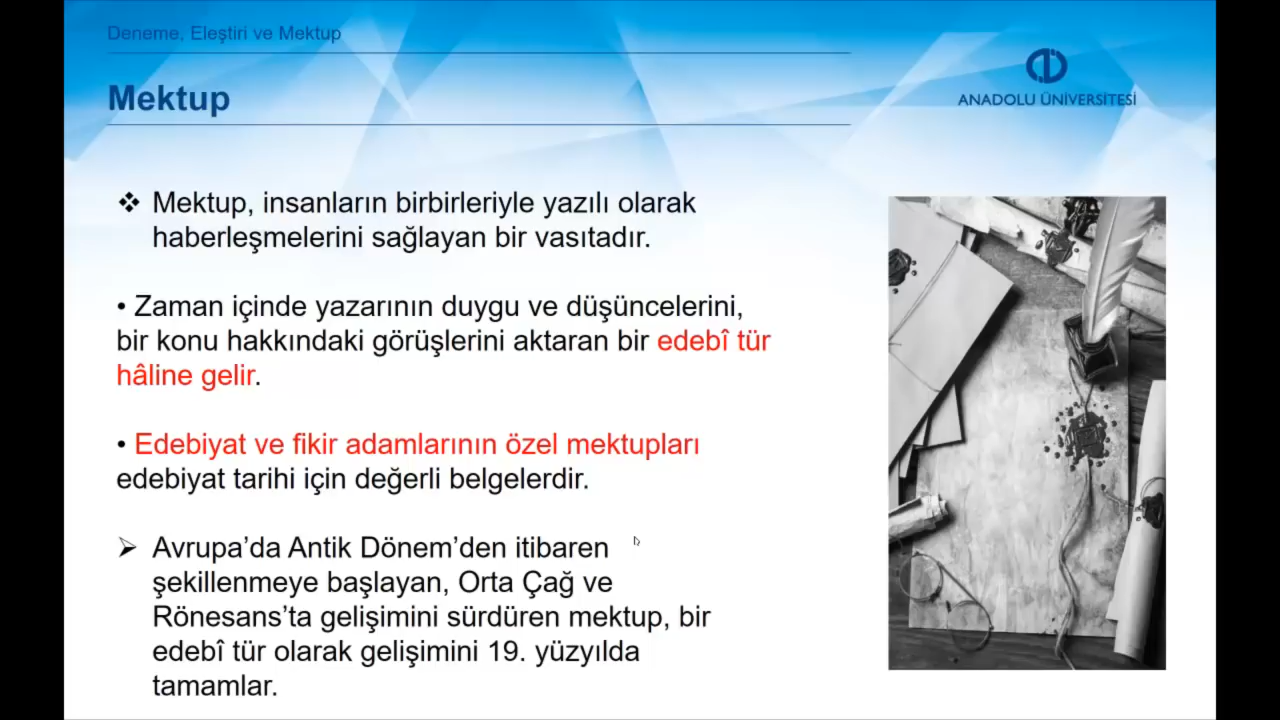 Deneme, Eleştiri ve Mektup
Mektup
ANADOLU ÜNİVERSİTESİ
❖ Mektup, insanların birbirleriyle yazılı olarak
haberleşmelerini sağlayan bir vasıtadır.
• Zaman içinde yazarının duygu ve düşüncelerini,
bir konu hakkındaki görüşlerini aktaran bir edebî tür
hâline gelir.
• Edebiyat ve fikir adamlarının özel mektupları
edebiyat tarihi için değerli belgelerdir.
➢ Avrupa’da Antik Dönem’den itibaren
şekillenmeye başlayan, Orta Çağ ve
Rönesans’ta gelişimini sürdüren mektup, bir
edebî tür olarak gelişimini 19. yüzyılda
tamamlar.